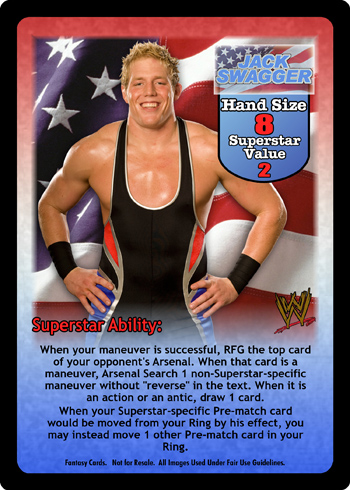 JACK
SWAGGER
Hand Size
8
Superstar
Value
2
W
Superstar Ability:
When your maneuver is successful, RFG the top card
of your opponent's Arsenal. When that card is a
maneuver, Arsenal Search 1 non-Superstar-specific
maneuver without "reverse" in the text. When it is
an action or an antic, draw 1 card.
When your Superstar-specific Pre-match card
would be moved from your Ring by his effect, you
may instead move 1 other Pre-match card in your
Ring.
Fantasy Cards. Not for Resale. All Images Used Under Fair Use Guidelines.